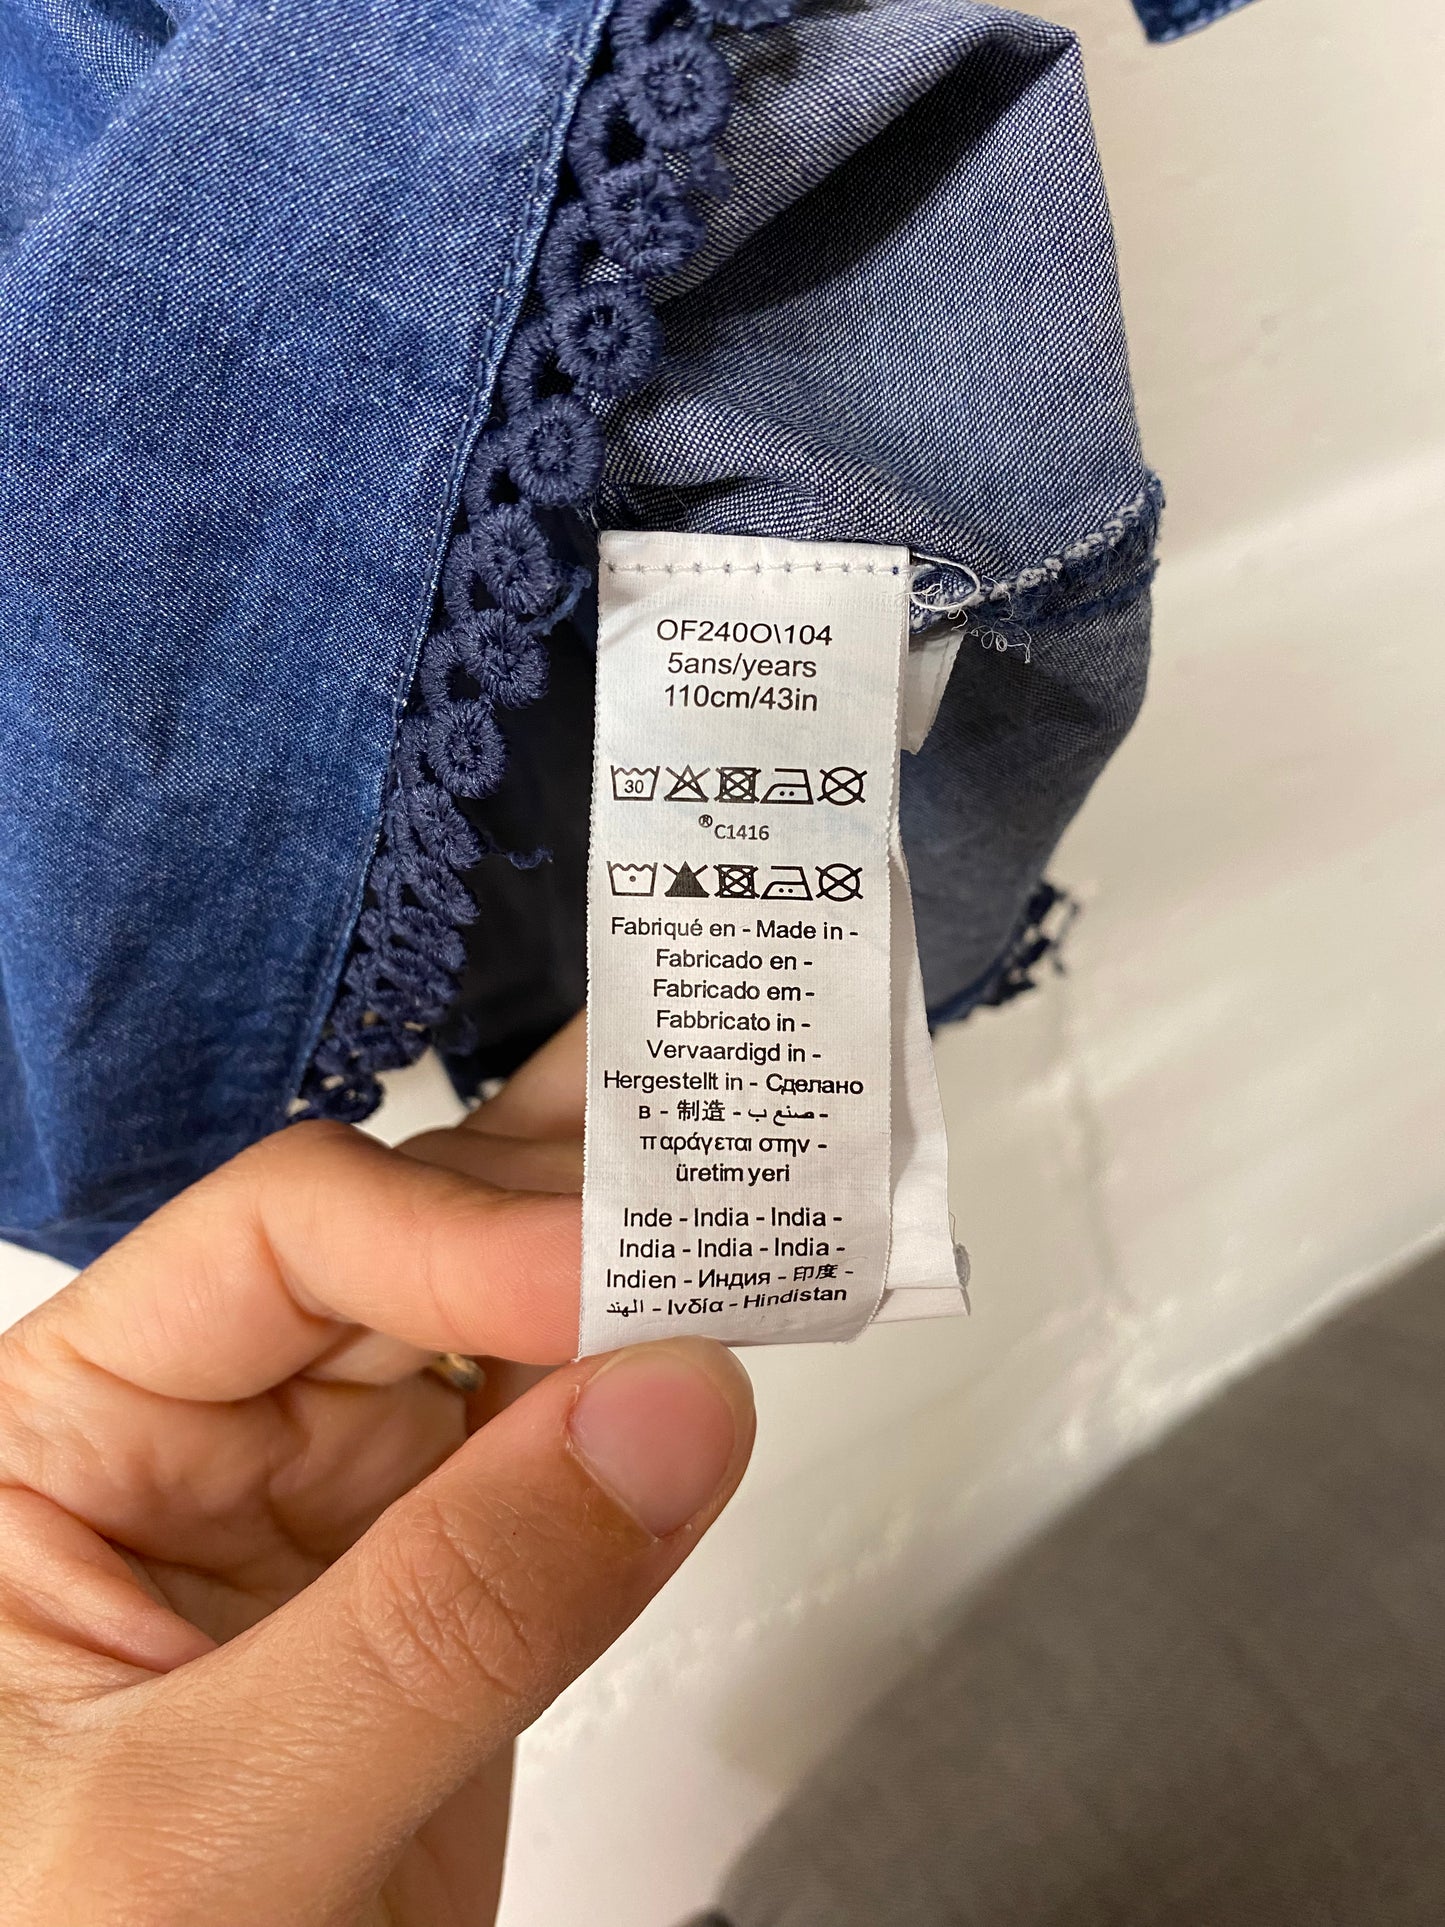 OF240O\104
5ans/years
110cm/43in
30
®C1416
Fabriqué en - Made in -
Fabricado en -
Fabricado em-
Fabbricato in -
Vervaardigd in -
Hergestellt in - Сделано
в - 制造 - صنع ب -
παράγεται στην -
üretim yeri
Inde - India - India -
India - India - India -
Indien - Индия - 印度 -
الهند - Ινδία - Hindistan